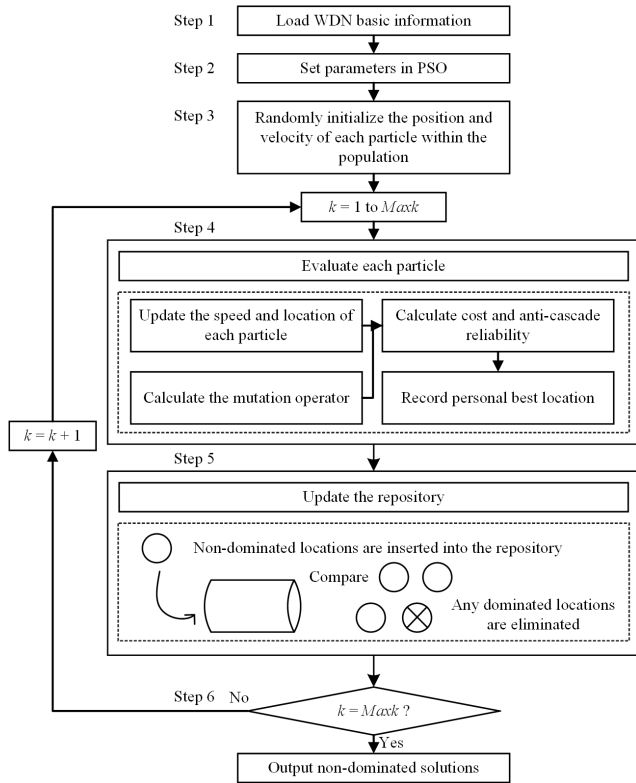 Step 1
Load WDN basic information
Step 2
Set parameters in PSO
Step 3
Randomly initialize the position and
velocity of each particle within the
population
k = 1 to Maxk
Step 4
Evaluate each particle
Update the speed and location of
each particle
Calculate cost and anti-cascade
reliability
Calculate the mutation operator
Record personal best location
k = k + 1
Step 5
Update the repository
Non-dominated locations are inserted into the repository
Compare
Any dominated locations
are eliminated
Step 6
No
k = Maxk ?
Yes
Output non-dominated solutions